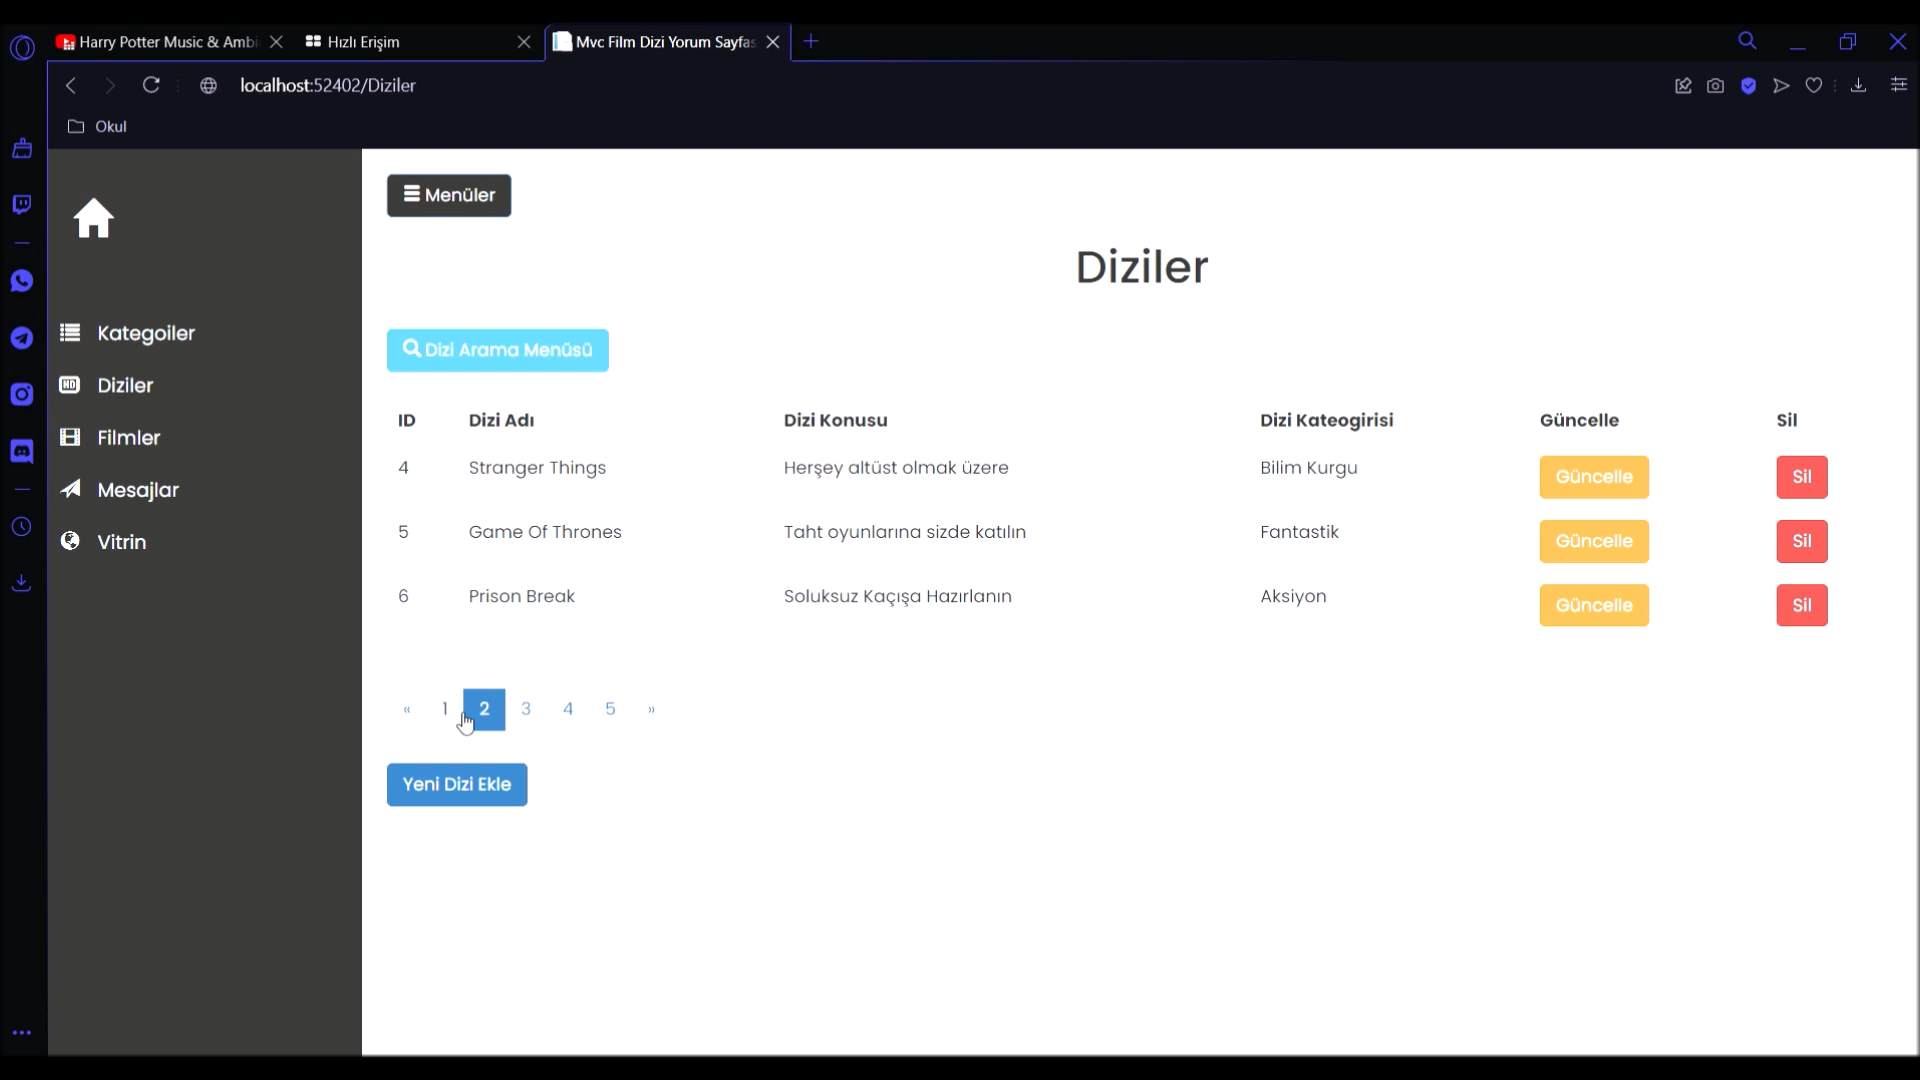 Harry Potter Music & Ambi
Hızlı Erişim
Mvc Film Dizi Yorum Sayfas
localhost:52402/Diziler
Okul
Menüler
Diziler
Kategoiler
Diziler
Filmler
Mesajlar
Vitrin
Dizi Arama Menüsü
ID Dizi Adı Dizi Konusu Dizi Kateogirisi Güncelle Sil
4 Stranger Things Herşey altüst olmak üzere Bilim Kurgu Güncelle Sil
5 Game Of Thrones Taht oyunlarına sizde katılın Fantastik Güncelle Sil
6 Prison Break Soluksuz Kaçışa Hazırlanın Aksiyon Güncelle Sil
« 1 2 3 4 5 »
Yeni Dizi Ekle